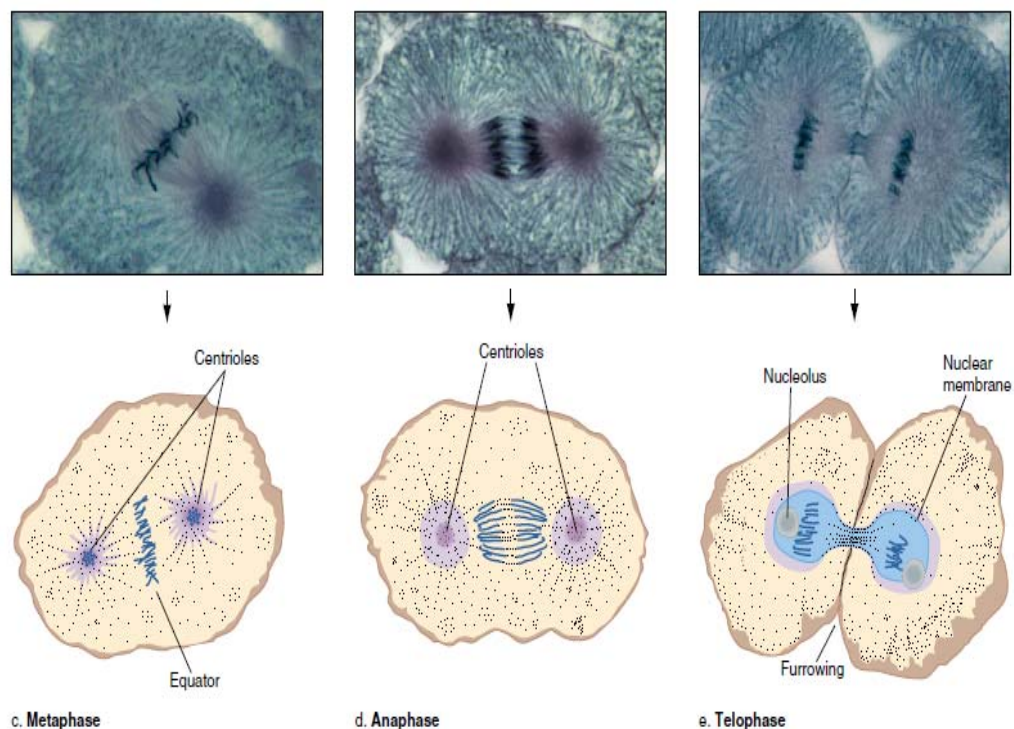 Centrioles
Equator
c. Metaphase
Centrioles
d. Anaphase
Nucleolus
Nuclear
membrane
Furrowing
e. Telophase